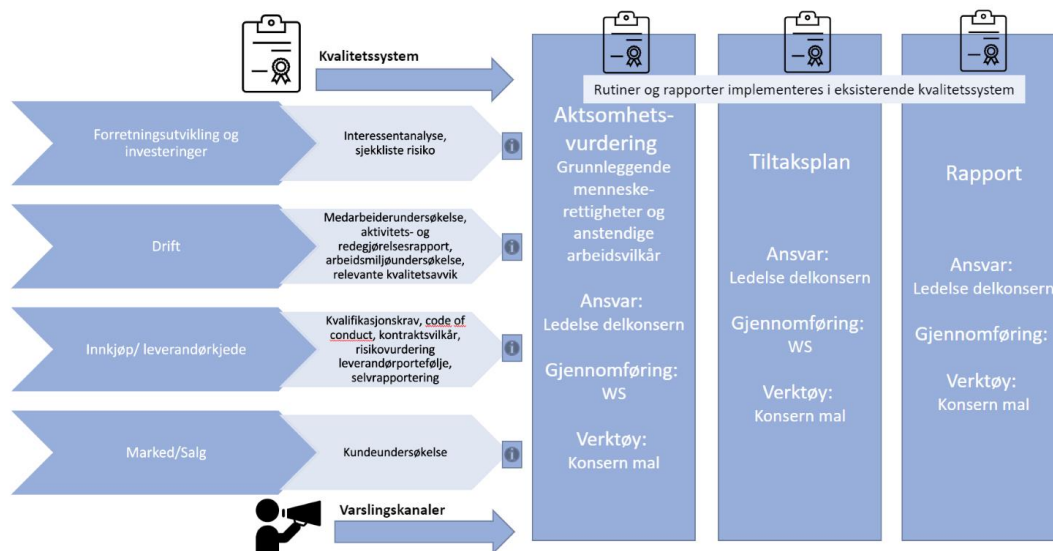 Kvalitetssystem
Forretningsutvikling og
investeringer
Interessentanalyse,
sjekkliste risiko
Drift
Medarbeiderundersøkelse,
aktivitets- og
redegjørelsesrapport,
arbeidsmiljøundersøkelse,
relevante kvalitetsavvik
Innkjøp/ leverandørkjede
Kvalifikasjonskrav, code of
conduct, kontraktsvilkår,
risikovurdering
leverandørportefølje,
selvrapportering
Marked/Salg
Kundeundersøkelse
Varslingskanaler
Rutiner og rapporter implementeres i eksisterende kvalitetssystem
Aktsomhets-
vurdering
Grunnleggende
menneske-
rettigheter og
anstendige
arbeidsvilkår
Ansvar:
Ledelse delkonsern
Gjennomføring:
WS
Verktøy:
Konsern mal
Tiltaksplan
Ansvar:
Ledelse delkonsern
Gjennomføring:
WS
Verktøy:
Konsern mal
Rapport
Ansvar:
Ledelse delkonsern
Gjennomføring:
Verktøy:
Konsern mal